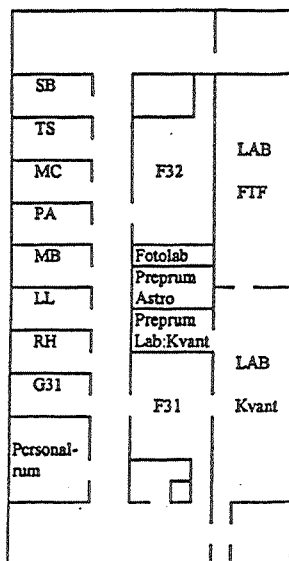 SB
TS
MC
PA
MB
LL
RH
G31
Personal-
rum
F32
Fotolab
Preprum
Astro
Preprum
Lab:Kvant
F31
LAB
FTF
LAB
Kvant